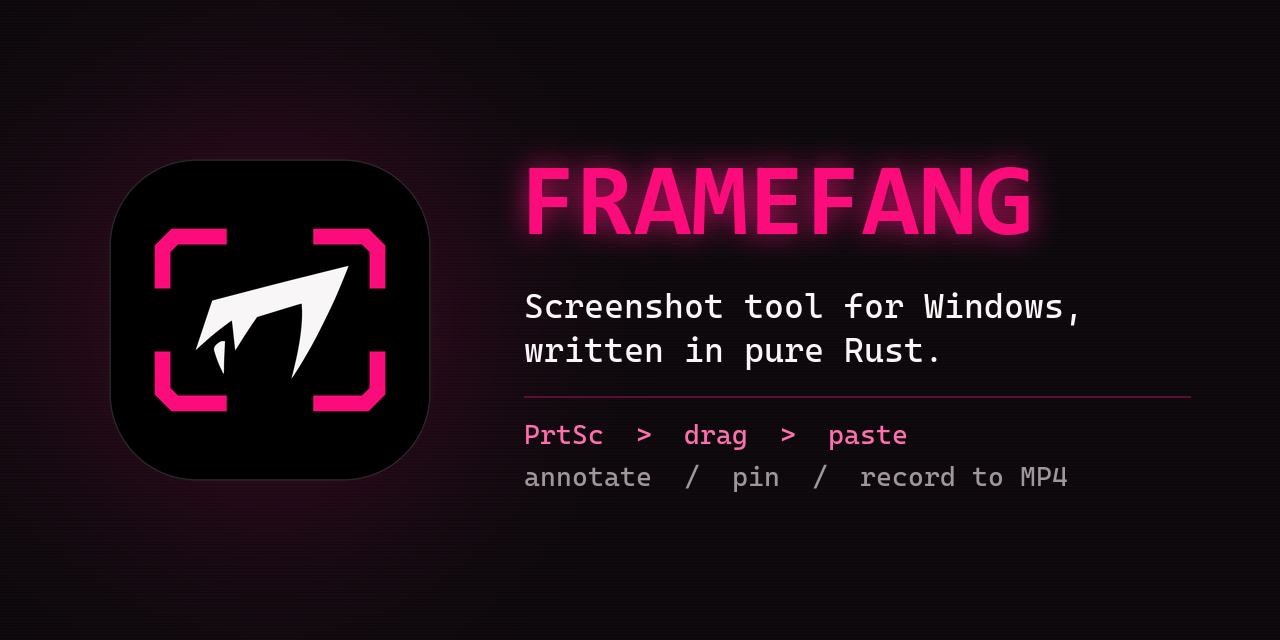 FRAMEFANG
Screenshot tool for Windows,
written in pure Rust.
PrtSc > drag > paste
annotate / pin / record to MP4